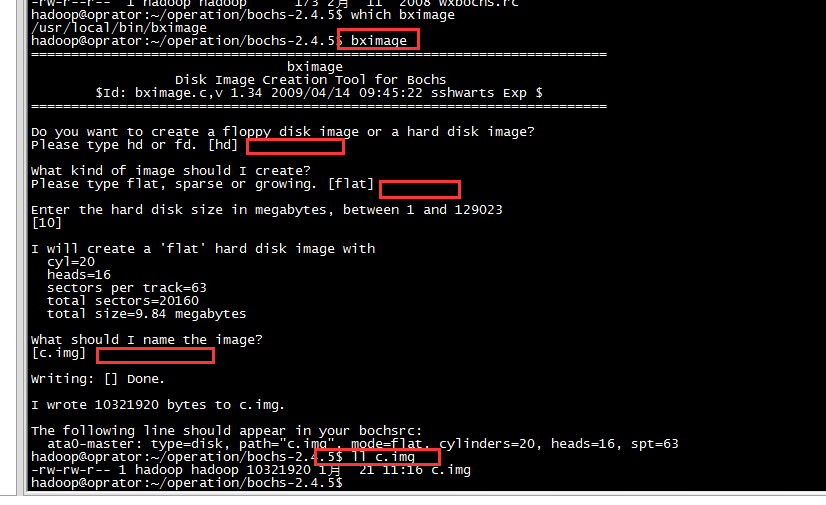 -rw-r--r-- 1 hadoop hadoop 173 2月 11 2008 wxbochs.rc
hadoop@oprator:~/operation/bochs-2.4.5$ which bximage
/usr/local/bin/bximage
hadoop@oprator:~/operation/bochs-2.4.5$ bximage
========================================================================
bximage
Disk Image Creation Tool for Bochs
$Id: bximage.c,v 1.34 2009/04/14 09:45:22 sshwarts Exp $
========================================================================
Do you want to create a floppy disk image or a hard disk image?
Please type hd or fd. [hd]
What kind of image should I create?
Please type flat, sparse or growing. [flat]
Enter the hard disk size in megabytes, between 1 and 129023
[10]
I will create a 'flat' hard disk image with
cyl=20
heads=16
sectors per track=63
total sectors=20160
total size=9.84 megabytes
What should I name the image?
[c.img]
Writing: [] Done.
I wrote 10321920 bytes to c.img.
The following line should appear in your bochsrc:
ata0-master: type=disk, path="c.img", mode=flat, cylinders=20, heads=16, spt=63
hadoop@oprator:~/operation/bochs-2.4.5$ ll c.img
-rw-rw-r-- 1 hadoop hadoop 10321920 1月 21 11:16 c.img
hadoop@oprator:~/operation/bochs-2.4.5$